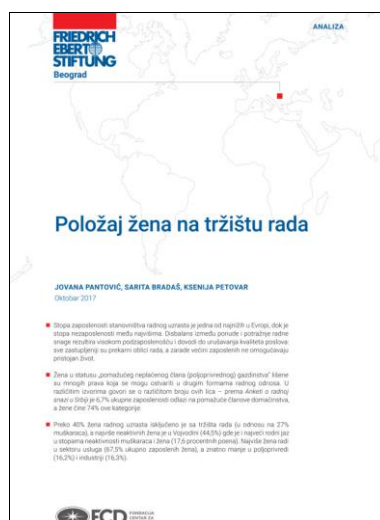 FRIEDRICH
EBERT
STIFTUNG
Beograd
ANALIZA
Položaj žena na tržištu rada
JOVANA PANTOVIĆ, SARITA BRADAŠ, KSENIJA PETOVAR
Oktobar 2017
Stopa zaposlenosti stanovništva radnog uzrasta je jedna od najnižih u Evropi, dok je
stopa nezaposlenosti među najvišima. Disbalans između ponude i potražnje radne
snage rezultira visokom podzaposlenošću i dovodi do urušavanja kvaliteta poslova:
sve zastupljeniji su prekarni oblici rada, a zarade većini zaposlenih ne omogućavaju
pristojan život.
Žena u statusu „pomažućeg neplaćenog člana (poljoprivrednog) gazdinstva“ lišene
su mnogih prava koja se mogu ostvariti u drugim formama radnog odnosa. U
različitim izvorima govori se o različitom broju ovih lica – prema Anketi o radnoj
snazi u Srbiji je 6,7% ukupne zaposlenosti odlazi na pomažuće članove domaćinstva,
a žene čine 74% ove kategorije.
Preko 40% žena radnog uzrasta isključeno je sa tržišta rada (u odnosu na 27%
muškaraca), a najviše neaktivnih žena je u Vojvodini (44,5%) gde je i najveći rodni jaz
u stopama neaktivnosti muškaraca i žena (17,6 procentnih poena). Najviše žena radi
u sektoru usluga (67,5% ukupno zaposlenih žena), a znatno manje u poljoprivredi
(16,2%) i industriji (16,3%).
FCD
FONDACIJA
CENTAR ZA